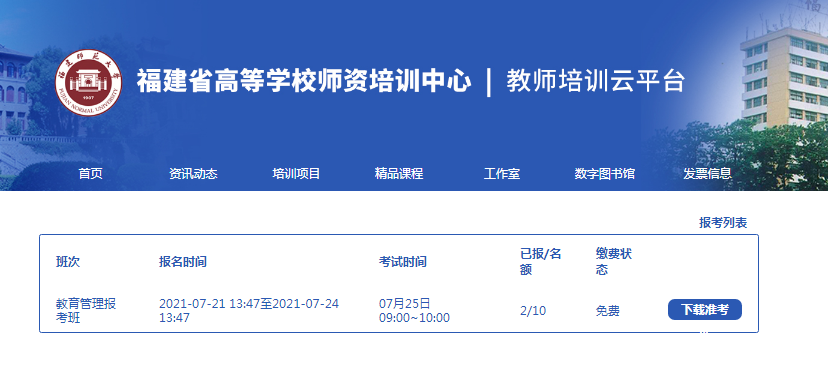 福建省高等学校师资培训中心 | 教师培训云平台
首页 资讯动态 培训项目 精品课程 工作室 数字图书馆 发票信息
报考列表
班次 报名时间 考试时间 已报/名额 缴费状态
教育管理报考班 2021-07-21 13:47至2021-07-24 13:47 07月25日 09:00~10:00 2/10 免费 下载准考